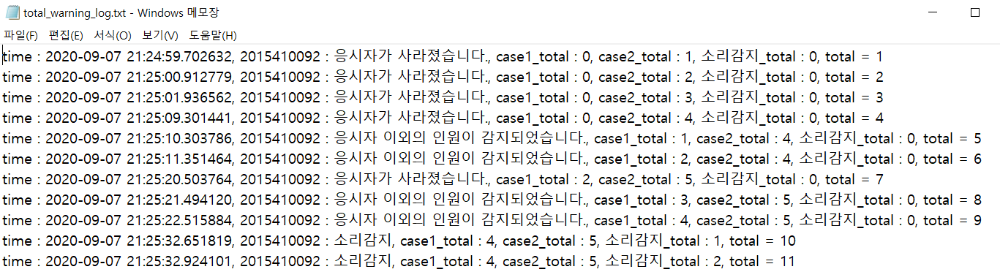 total_warning_log.txt - Windows 메모장
파일(F) 편집(E) 서식(O) 보기(V) 도움말(H)
time : 2020-09-07 21:24:59.702632, 2015410092 : 응시자가 사라졌습니다., case1_total : 0, case2_total : 1, 소리감지_total : 0, total = 1
time : 2020-09-07 21:25:00.912779, 2015410092 : 응시자가 사라졌습니다., case1_total : 0, case2_total : 2, 소리감지_total : 0, total = 2
time : 2020-09-07 21:25:01.936562, 2015410092 : 응시자가 사라졌습니다., case1_total : 0, case2_total : 3, 소리감지_total : 0, total = 3
time : 2020-09-07 21:25:09.301441, 2015410092 : 응시자가 사라졌습니다., case1_total : 0, case2_total : 4, 소리감지_total : 0, total = 4
time : 2020-09-07 21:25:10.303786, 2015410092 : 응시자 이외의 인원이 감지되었습니다., case1_total : 1, case2_total : 4, 소리감지_total : 0, total = 5
time : 2020-09-07 21:25:11.351464, 2015410092 : 응시자 이외의 인원이 감지되었습니다., case1_total : 2, case2_total : 4, 소리감지_total : 0, total = 6
time : 2020-09-07 21:25:20.503764, 2015410092 : 응시자가 사라졌습니다., case1_total : 2, case2_total : 5, 소리감지_total : 0, total = 7
time : 2020-09-07 21:25:21.494120, 2015410092 : 응시자 이외의 인원이 감지되었습니다., case1_total : 3, case2_total : 5, 소리감지_total : 0, total = 8
time : 2020-09-07 21:25:22.515884, 2015410092 : 응시자 이외의 인원이 감지되었습니다., case1_total : 4, case2_total : 5, 소리감지_total : 0, total = 9
time : 2020-09-07 21:25:32.651819, 2015410092 : 소리감지, case1_total : 4, case2_total : 5, 소리감지_total : 1, total = 10
time : 2020-09-07 21:25:32.924101, 2015410092 : 소리감지, case1_total : 4, case2_total : 5, 소리감지_total : 2, total = 11